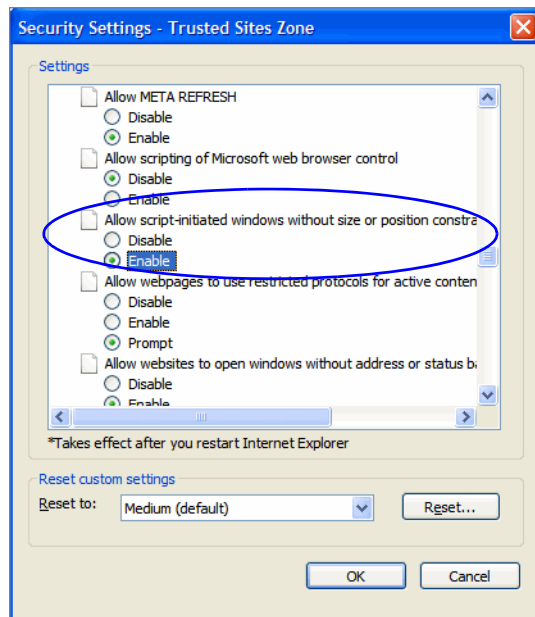 Security Settings - Trusted Sites Zone
Settings
Allow META REFRESH
Disable
Enable
Allow scripting of Microsoft web browser control
Disable
Enable
Allow script-initiated windows without size or position constra
Disable
Enable
Allow webpages to use restricted protocols for active conten
Disable
Enable
Prompt
Allow websites to open windows without address or status ba
Disable
Enable
*Takes effect after you restart Internet Explorer
Reset custom settings
Reset to: Medium (default) Reset...
OK Cancel